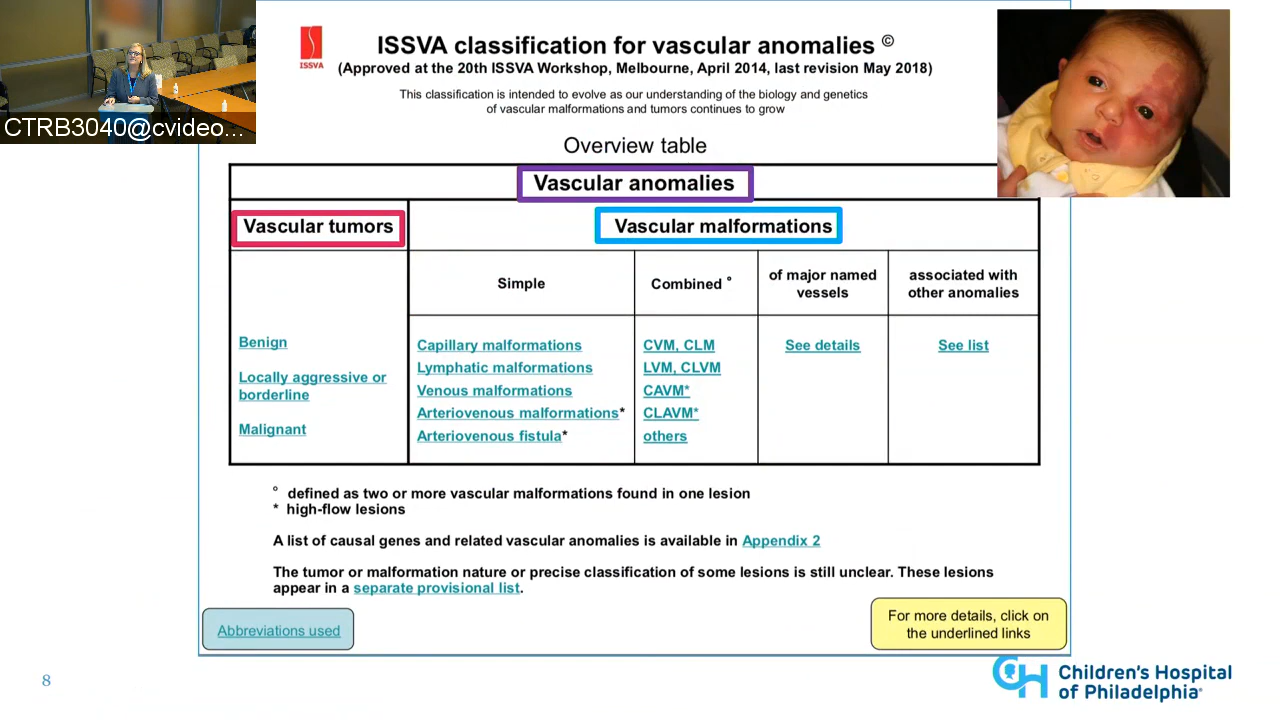 CTRB3040@cvideo...
ISSVA
ISSVA classification for vascular anomalies ©
(Approved at the 20th ISSVA Workshop, Melbourne, April 2014, last revision May 2018)
This classification is intended to evolve as our understanding of the biology and genetics
of vascular malformations and tumors continues to grow
Overview table
Vascular anomalies
Vascular tumors
Vascular malformations
Simple
Combined °
of major named
vessels
associated with
other anomalies
Benign
Locally aggressive or
borderline
Malignant
Capillary malformations
Lymphatic malformations
Venous malformations
Arteriovenous malformations*
Arteriovenous fistula*
CVM, CLM
LVM, CLVM
CAVM*
CLAVM*
others
See details
See list
° defined as two or more vascular malformations found in one lesion
* high-flow lesions
A list of causal genes and related vascular anomalies is available in Appendix 2
The tumor or malformation nature or precise classification of some lesions is still unclear. These lesions
appear in a separate provisional list.
Abbreviations used
For more details, click on
the underlined links
8
CH
Children's Hospital
of Philadelphia®